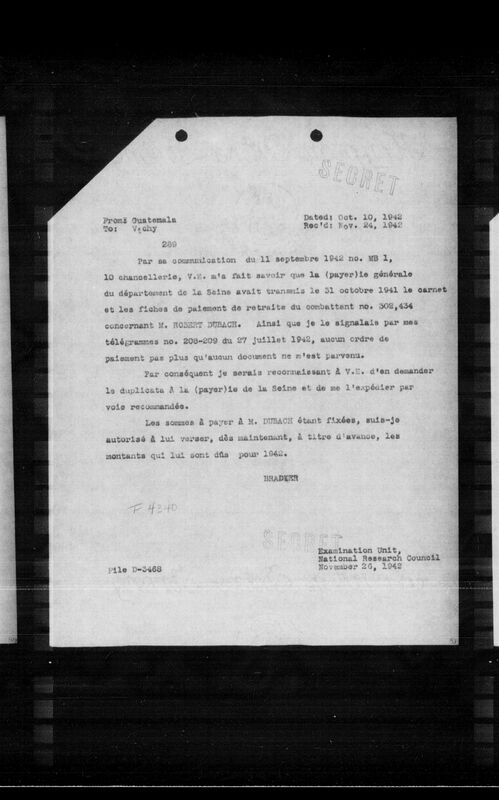 SECRET
From: Guatemala
To: Vichy
Dated: Oct. 10, 1942
Rec'd: Nov. 24, 1942
289
Par sa communication du 11 septembre 1942 no. MB 1,
10 chancellerie, V.E. m'a fait savoir que la (payer)ie générale
du département de la Seine avait transmis le 31 octobre 1941 le carnet
et les fiches de paiement de retraits du combattant no. 302,434
concernant M. ROBERT DUBACH. Ainsi que je le signalais par mes
télégrammes no. 208-209 du 27 juillet 1942, aucun ordre de
paiement pas plus qu'aucun document ne m'est parvenu.
Par conséquent je serais reconnaissant à V.E. d'en demander
le duplicata à la (payer)ie de la Seine et de me l'expédier par
voie recommandée.
Les sommes à payer à M. DUBACH étant fixées, suis-je
autorisé à lui verser, dès maintenant, à titre d'avance, les
montants qui lui sont dûs pour 1942.
BRADIER
F 4340
SECRET
Examination Unit,
National Research Council
November 26, 1942
File D-3468